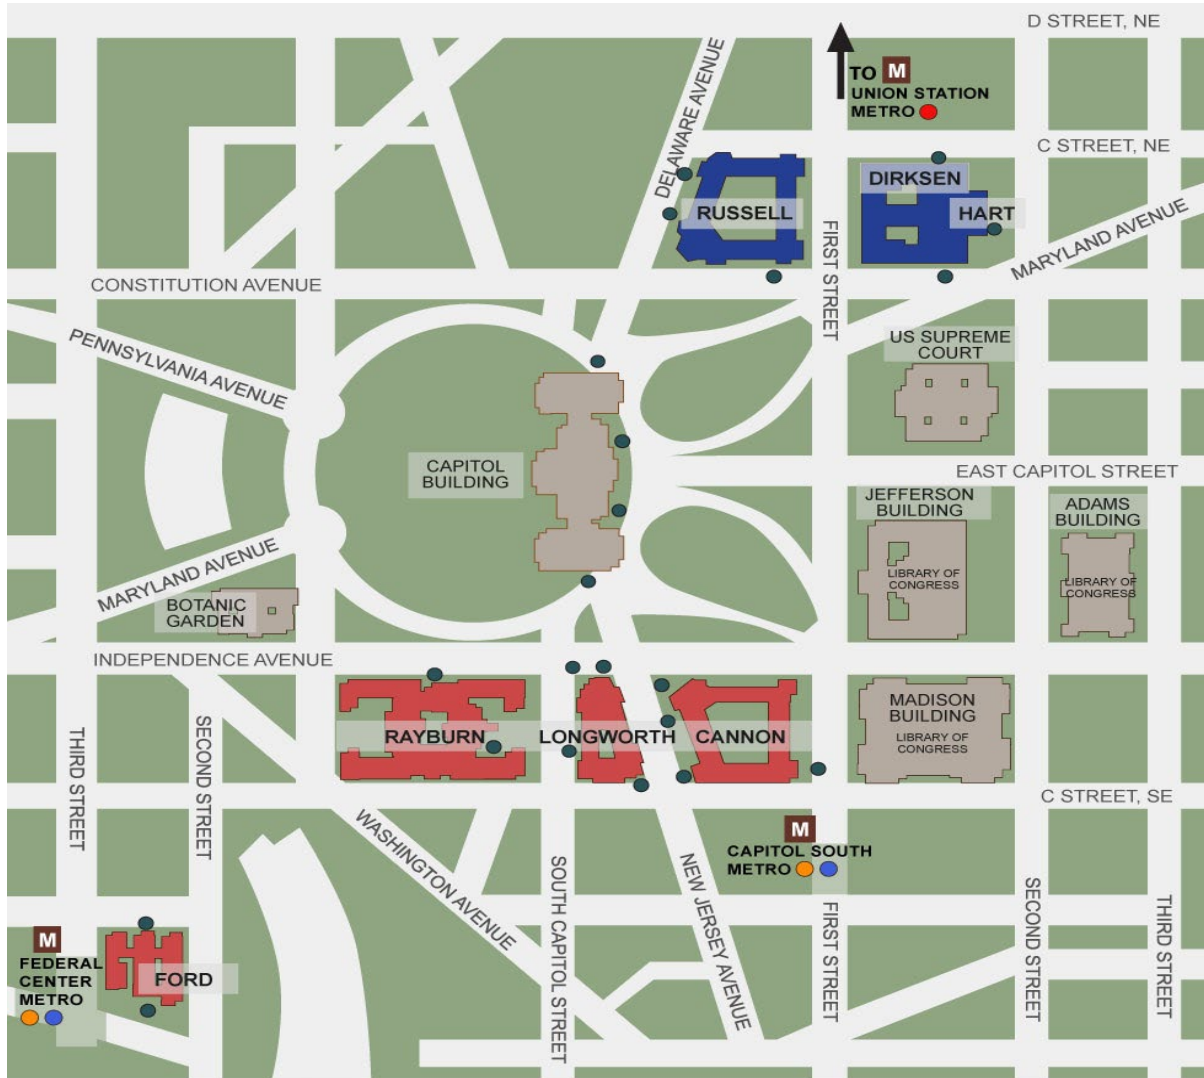 D STREET, NE
TO M
UNION STATION
METRO
C STREET, NE
DELAWARE AVENUE
DIRKSEN
RUSSELL
HART
MARYLAND AVENUE
FIRST STREET
CONSTITUTION AVENUE
PENNSYLVANIA AVENUE
US SUPREME
COURT
CAPITOL
BUILDING
EAST CAPITOL STREET
JEFFERSON
BUILDING
ADAMS
BUILDING
LIBRARY OF
CONGRESS
LIBRARY OF
CONGRESS
MARYLAND AVENUE
BOTANIC
GARDEN
INDEPENDENCE AVENUE
RAYBURN
LONGWORTH
CANNON
MADISON
BUILDING
LIBRARY OF
CONGRESS
THIRD STREET
SECOND STREET
C STREET, SE
WASHINGTON AVENUE
M
CAPITOL SOUTH
METRO
SOUTH CAPITOL STREET
NEW JERSEY AVENUE
FIRST STREET
SECOND STREET
THIRD STREET
M
FEDERAL
CENTER
METRO
FORD